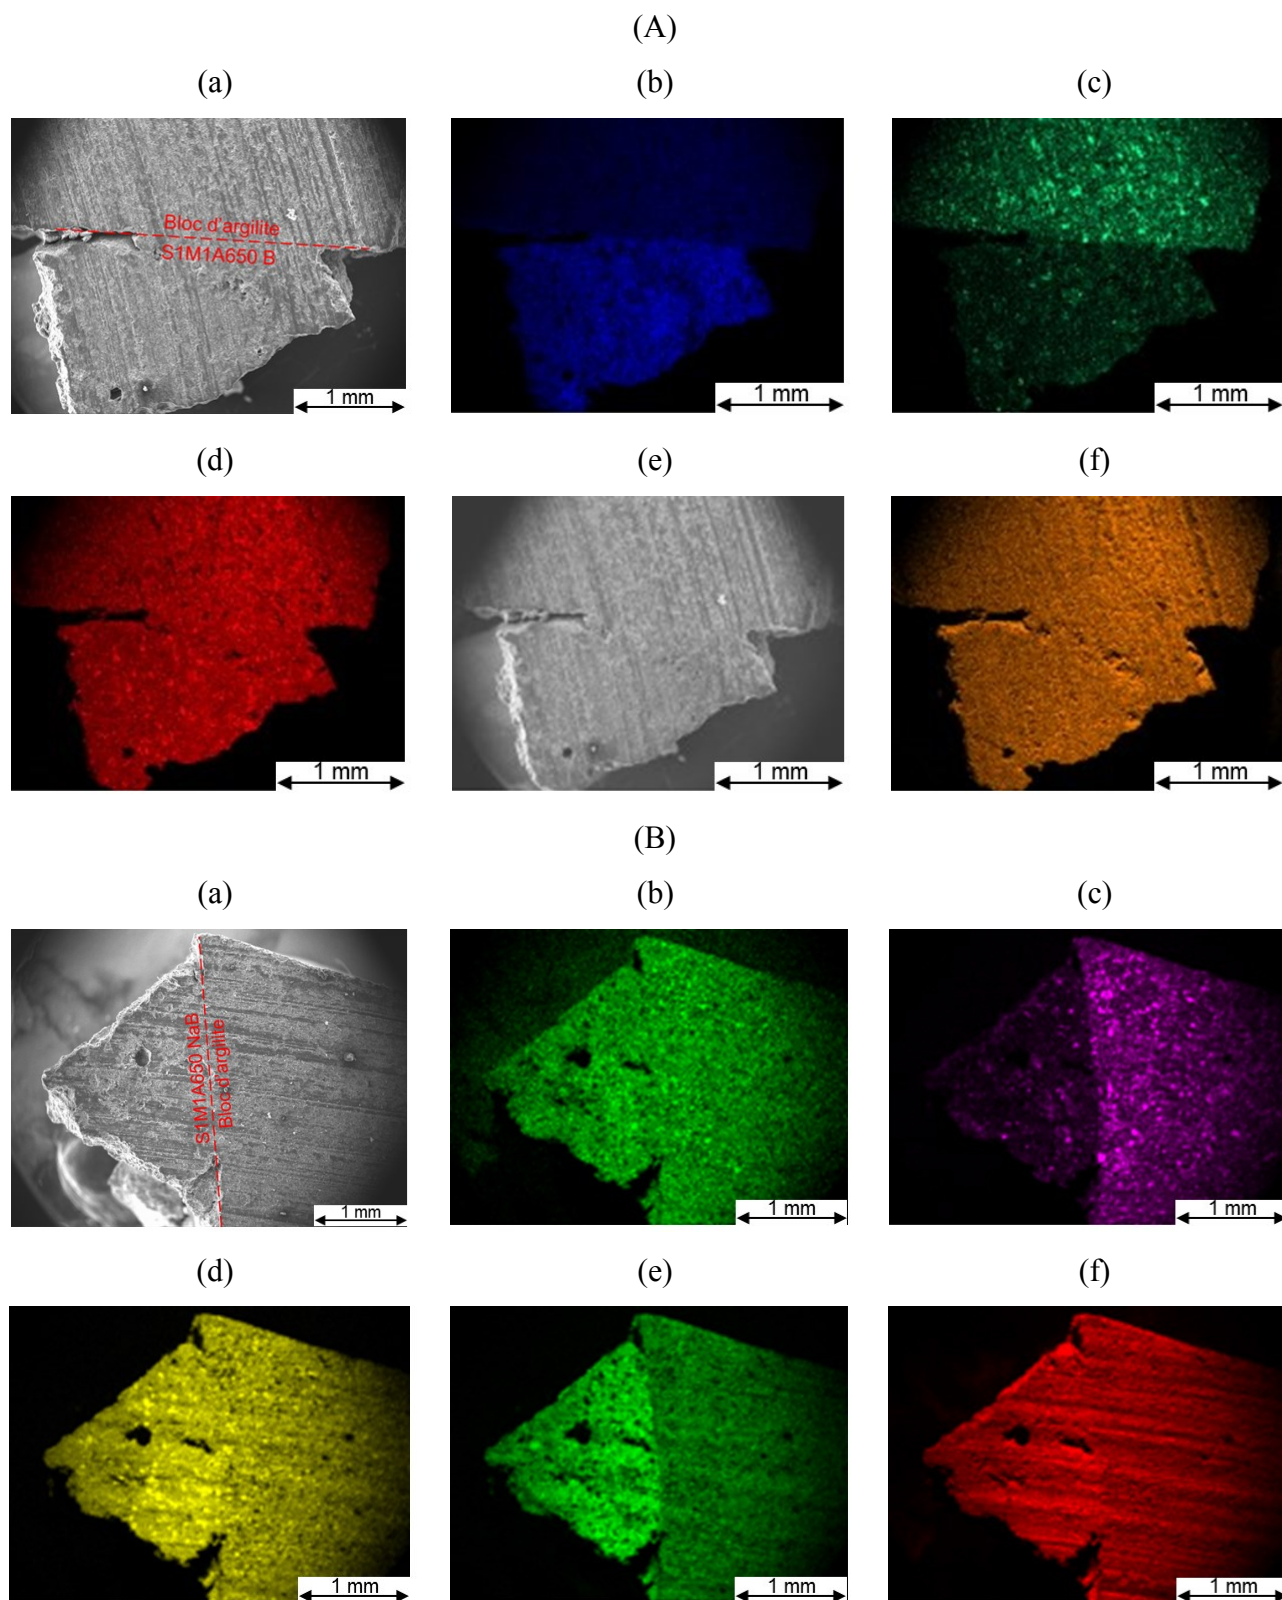 (A)
(a) (b) (c)
Bloc d'argilite
S1M1A650 B
1 mm 1 mm 1 mm
(d) (e) (f)
1 mm 1 mm 1 mm
(B)
(a) (b) (c)
S1M1A650 NaB
Bloc d'argilite
1 mm 1 mm 1 mm
(d) (e) (f)
1 mm 1 mm 1 mm